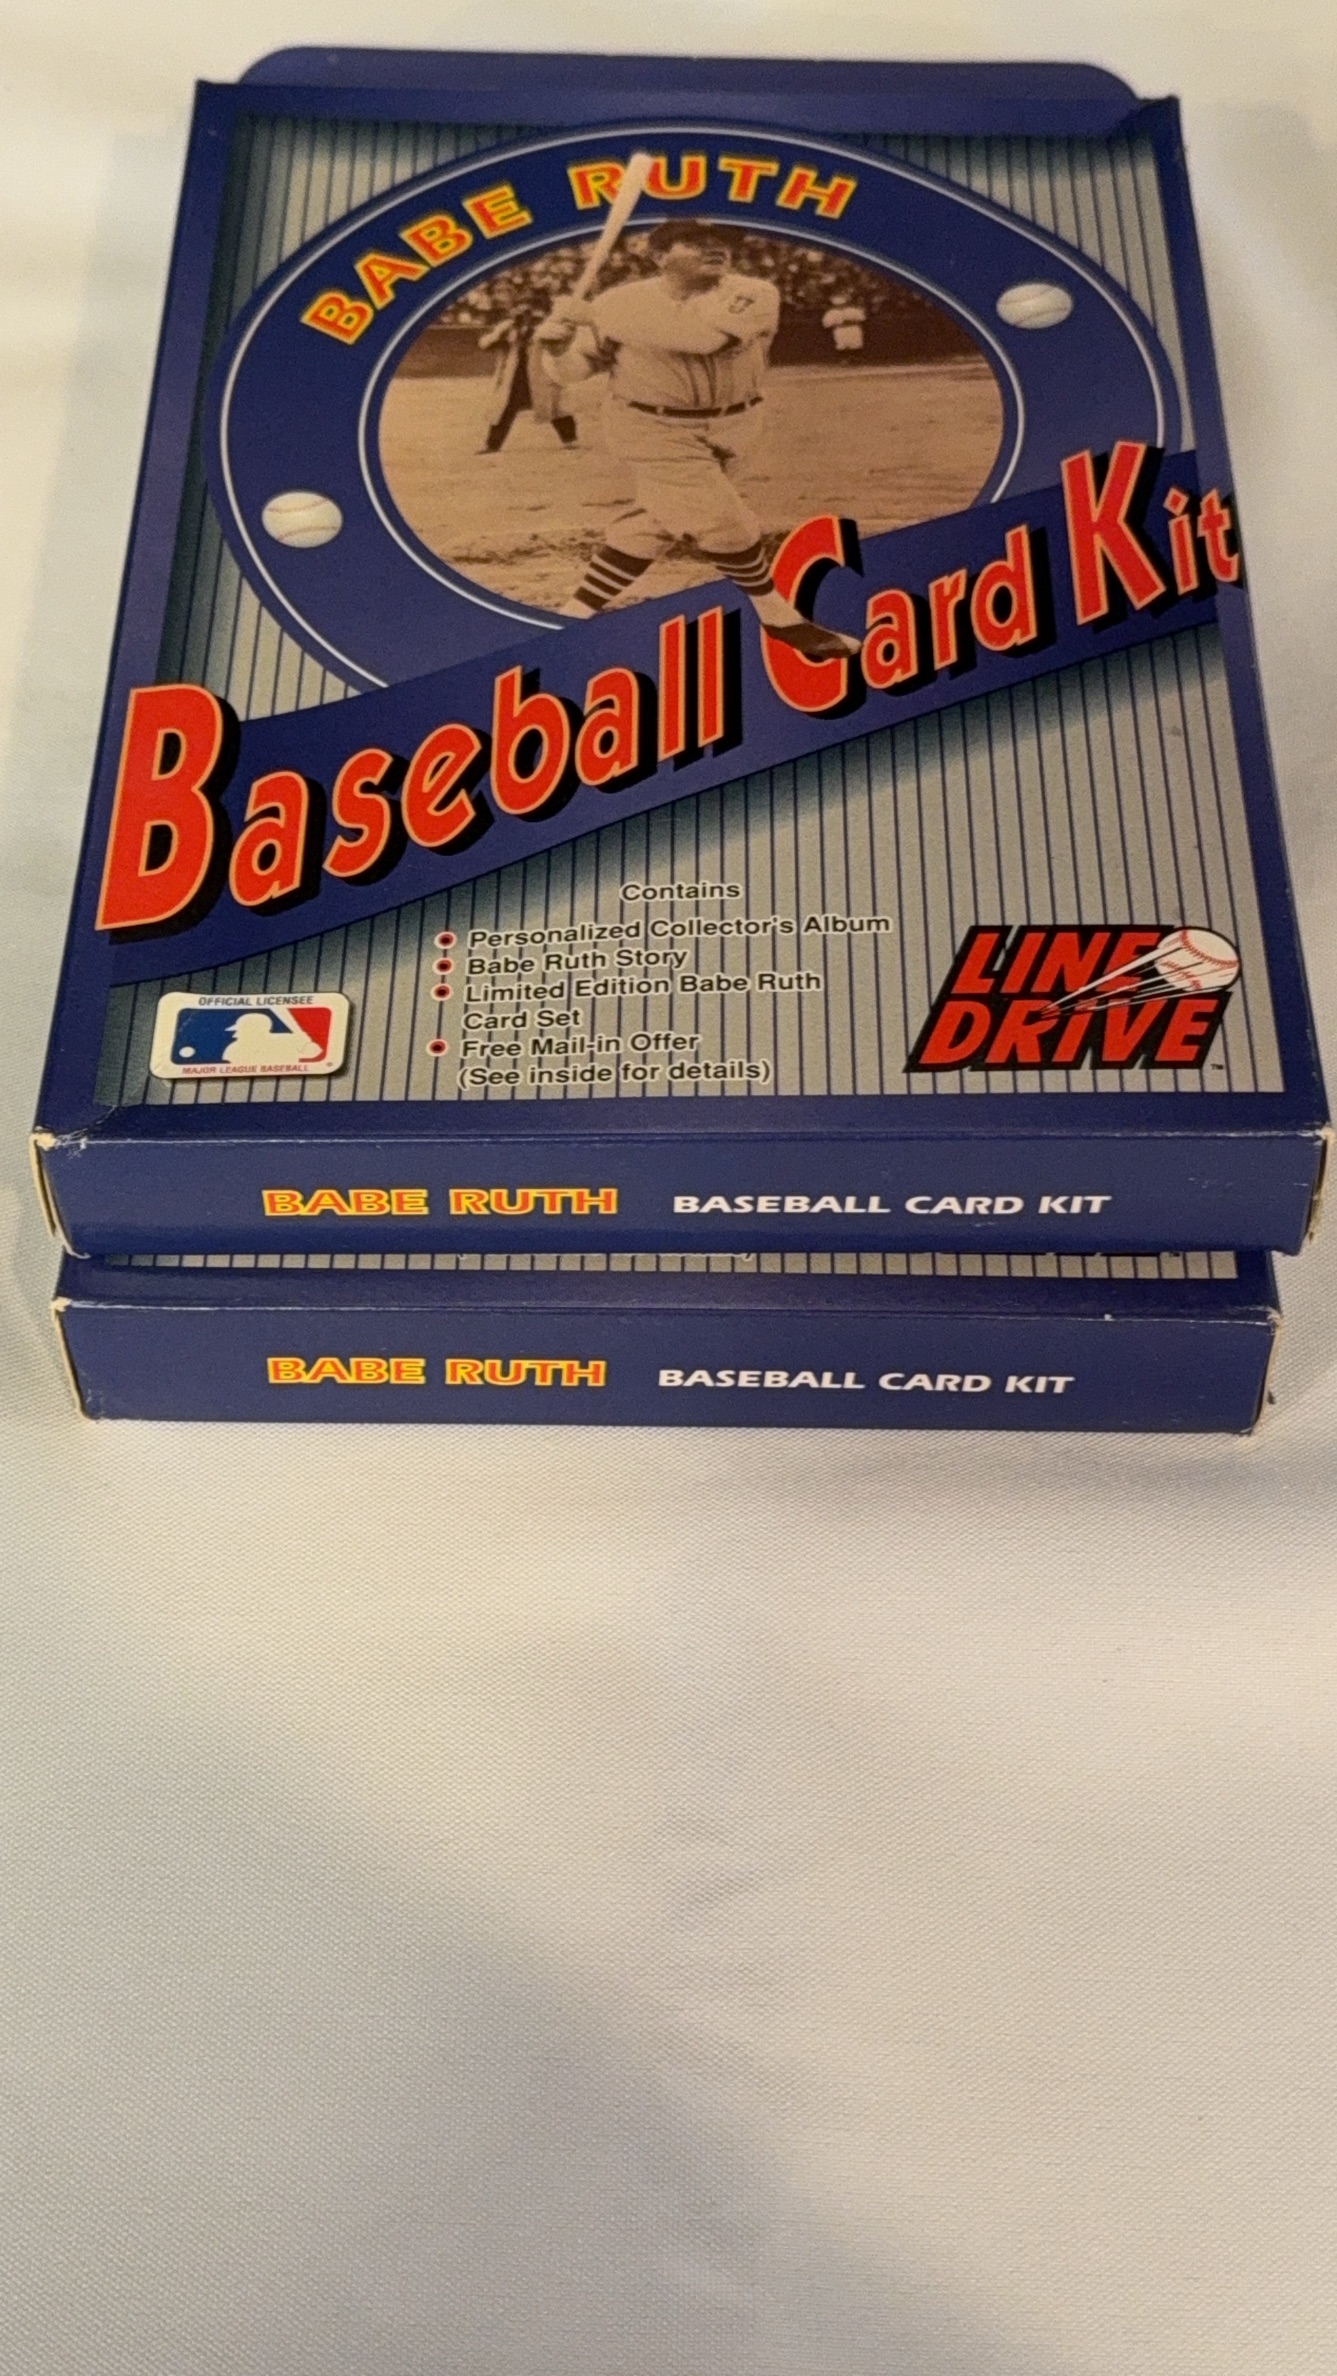 BABE RUTH
Baseball Card Kit
Contains
• Personalized Collector's Album
• Babe Ruth Story
• Limited Edition Babe Ruth
Card Set
• Free Mail-in Offer
(See inside for details)
OFFICIAL LICENSEE
MAJOR LEAGUE BASEBALL
LINE
DRIVE™
BABE RUTH BASEBALL CARD KIT
BABE RUTH BASEBALL CARD KIT